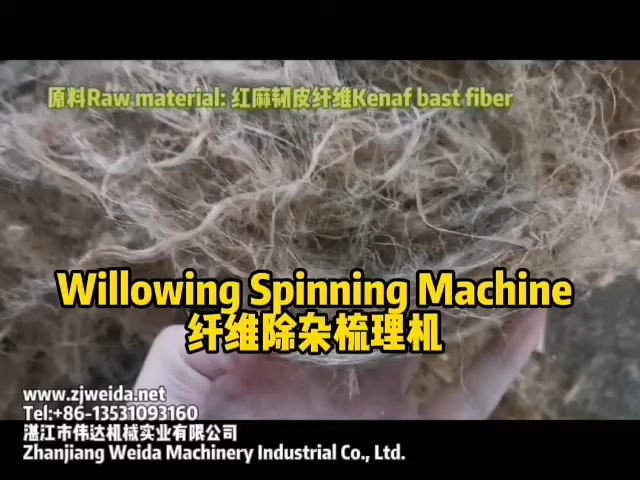 原料Raw material: 红麻韧皮纤维Kenaf bast fiber
Willowing Spinning Machine
纤维除杂梳理机
www.zjweida.net
Tel:+86-13531093160
湛江市伟达机械实业有限公司
Zhanjiang Weida Machinery Industrial Co., Ltd.